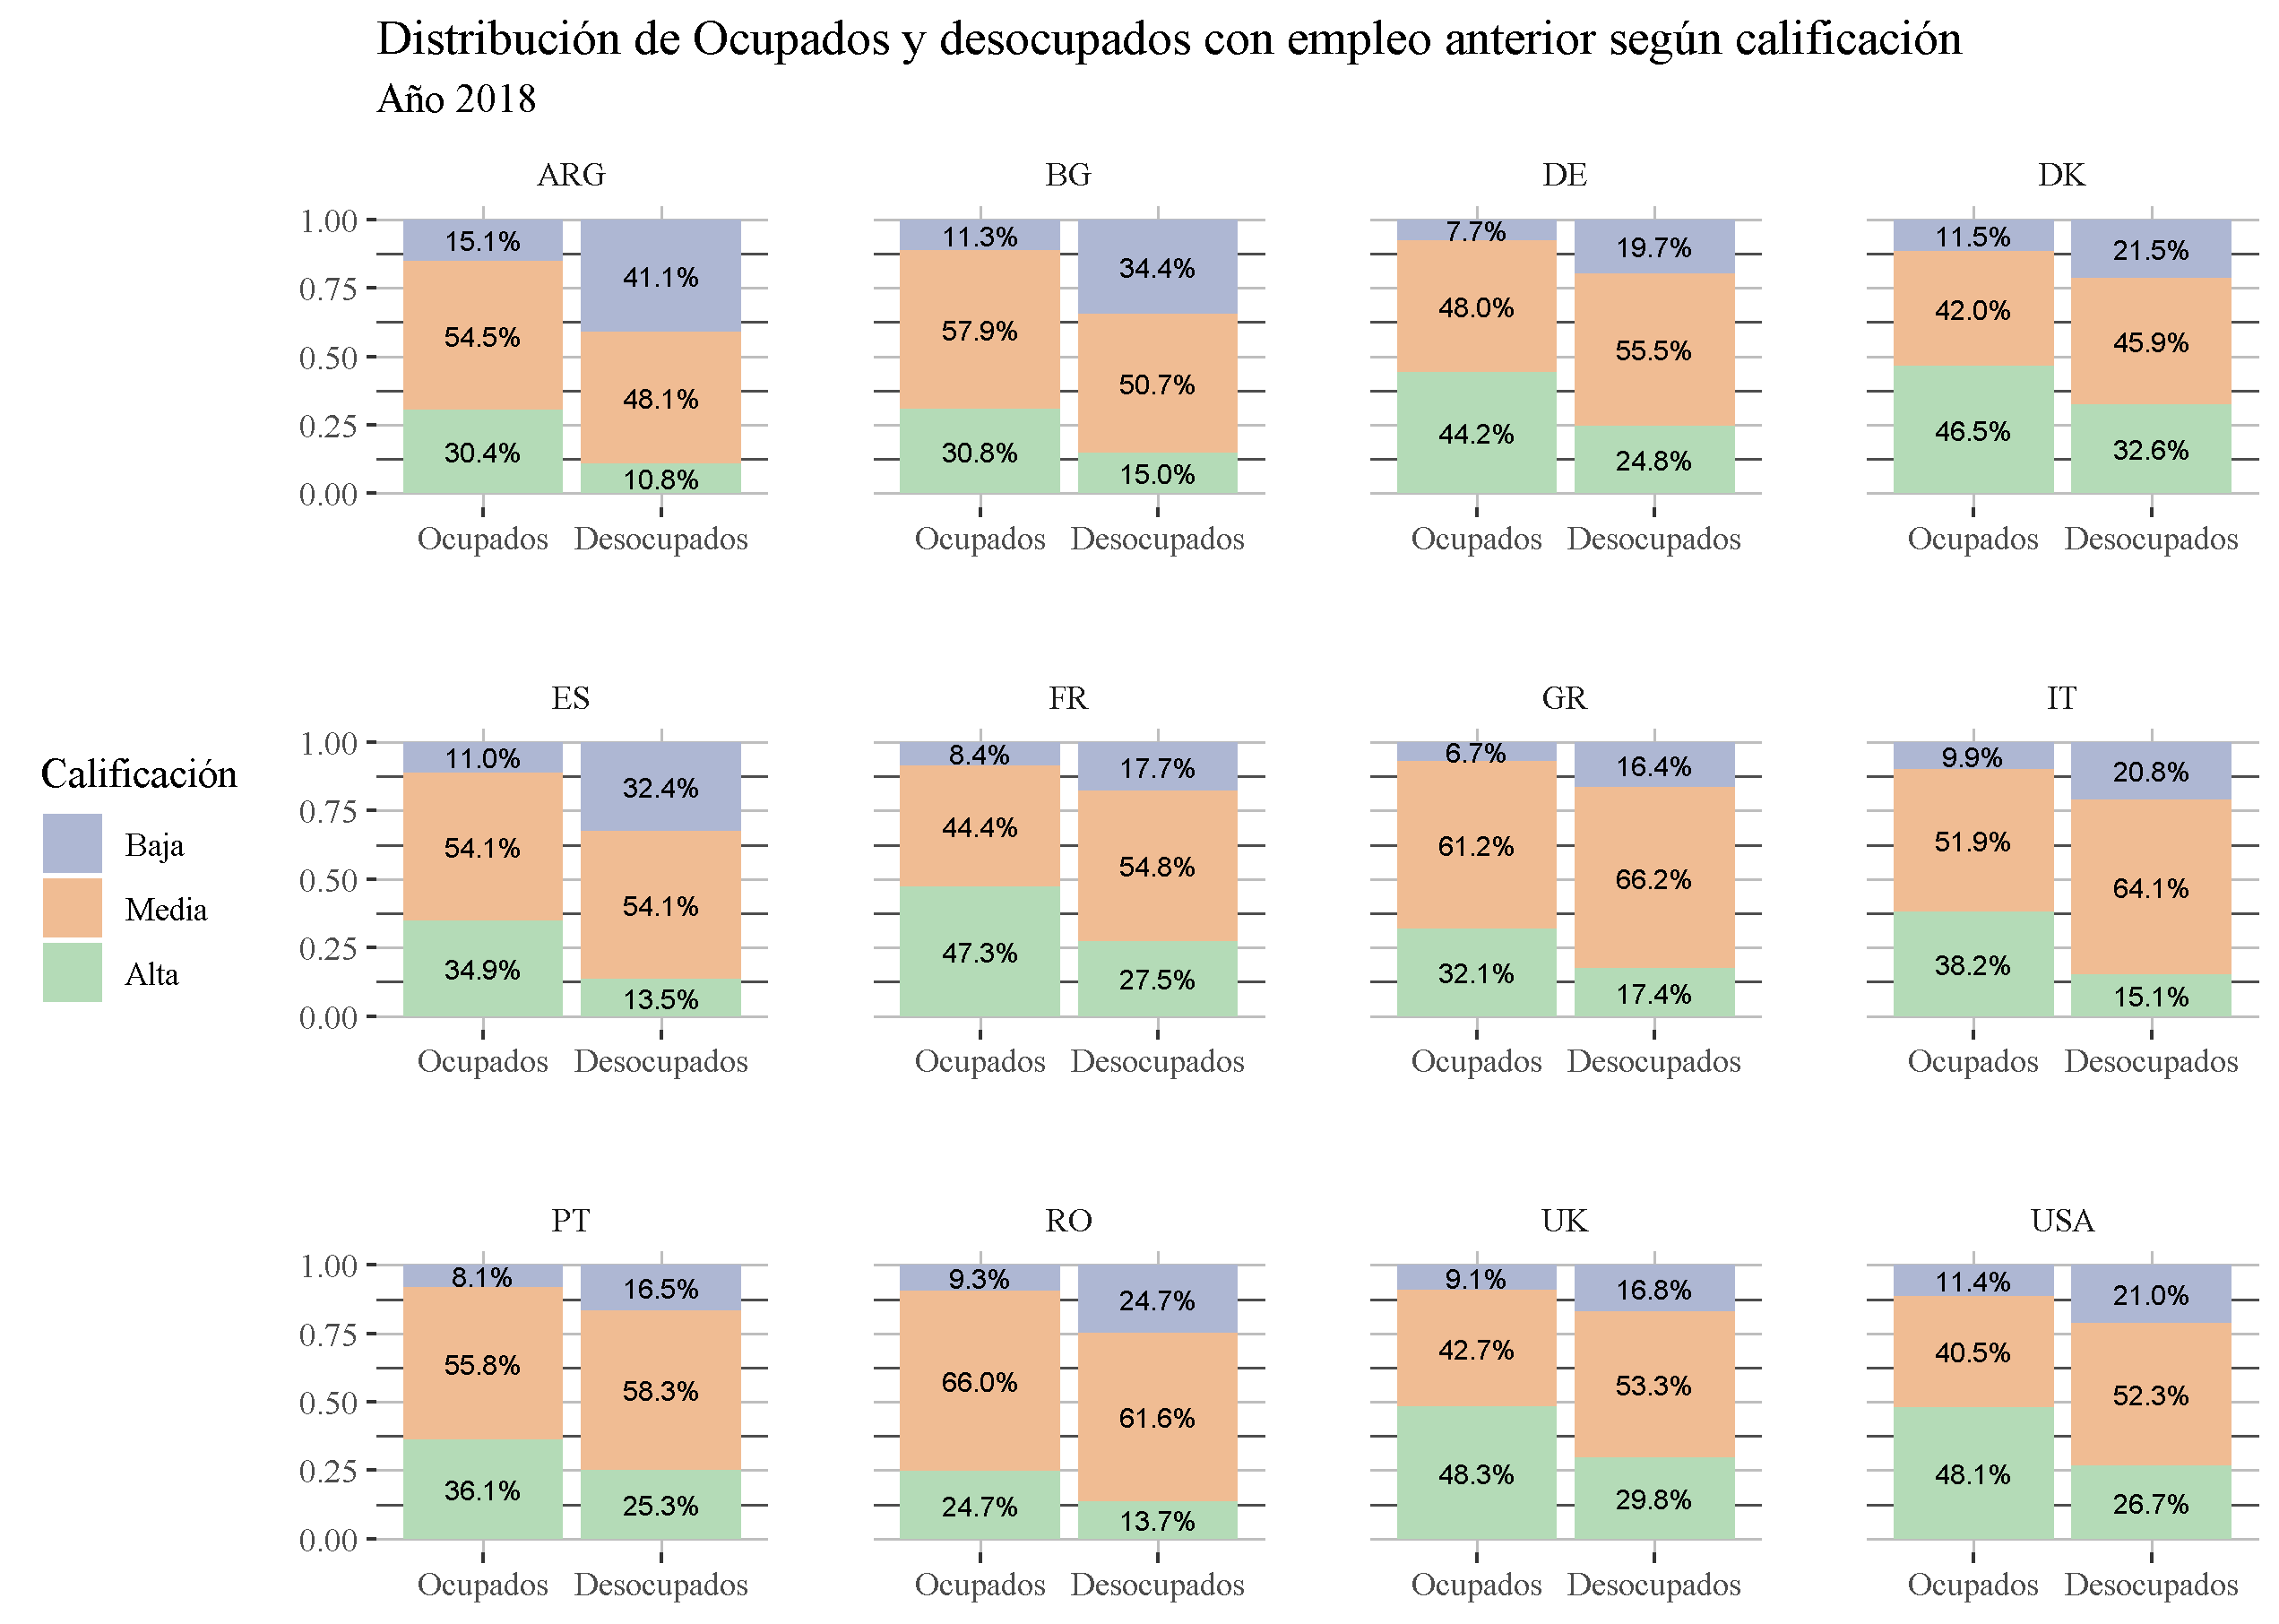 Distribución de Ocupados y desocupados con empleo anterior según calificación
Año 2018
ARG BG DE DK
1.00 15.1% 41.1% 11.3% 34.4% 7.7% 19.7% 11.5% 21.5%
0.75 54.5% 48.1% 57.9% 50.7% 48.0% 55.5% 42.0% 45.9%
0.50
0.25 30.4% 10.8% 30.8% 15.0% 44.2% 24.8% 46.5% 32.6%
0.00
Ocupados Desocupados Ocupados Desocupados Ocupados Desocupados Ocupados Desocupados
Calificación
Baja
Media
Alta
ES FR GR IT
1.00 11.0% 32.4% 8.4% 17.7% 6.7% 16.4% 9.9% 20.8%
0.75 54.1% 54.1% 44.4% 54.8% 61.2% 66.2% 51.9% 64.1%
0.50
0.25 34.9% 13.5% 47.3% 27.5% 32.1% 17.4% 38.2% 15.1%
0.00
Ocupados Desocupados Ocupados Desocupados Ocupados Desocupados Ocupados Desocupados
PT RO UK USA
1.00 8.1% 16.5% 9.3% 24.7% 9.1% 16.8% 11.4% 21.0%
0.75 55.8% 58.3% 66.0% 61.6% 42.7% 53.3% 40.5% 52.3%
0.50
0.25 36.1% 25.3% 24.7% 13.7% 48.3% 29.8% 48.1% 26.7%
0.00
Ocupados Desocupados Ocupados Desocupados Ocupados Desocupados Ocupados Desocupados